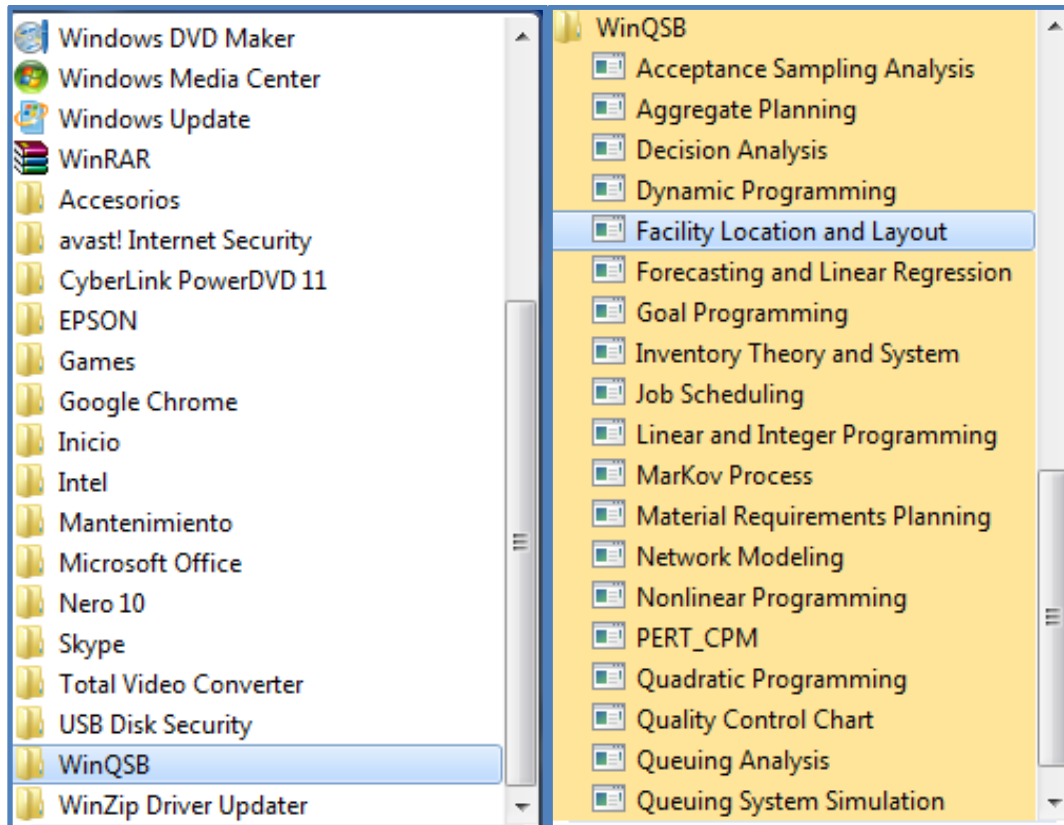 Windows DVD Maker
Windows Media Center
Windows Update
WinRAR
Accesorios
avast! Internet Security
CyberLink PowerDVD 11
EPSON
Games
Google Chrome
Inicio
Intel
Mantenimiento
Microsoft Office
Nero 10
Skype
Total Video Converter
USB Disk Security
WinQSB
WinZip Driver Updater
WinQSB
Acceptance Sampling Analysis
Aggregate Planning
Decision Analysis
Dynamic Programming
Facility Location and Layout
Forecasting and Linear Regression
Goal Programming
Inventory Theory and System
Job Scheduling
Linear and Integer Programming
MarKov Process
Material Requirements Planning
Network Modeling
Nonlinear Programming
PERT_CPM
Quadratic Programming
Quality Control Chart
Queuing Analysis
Queuing System Simulation